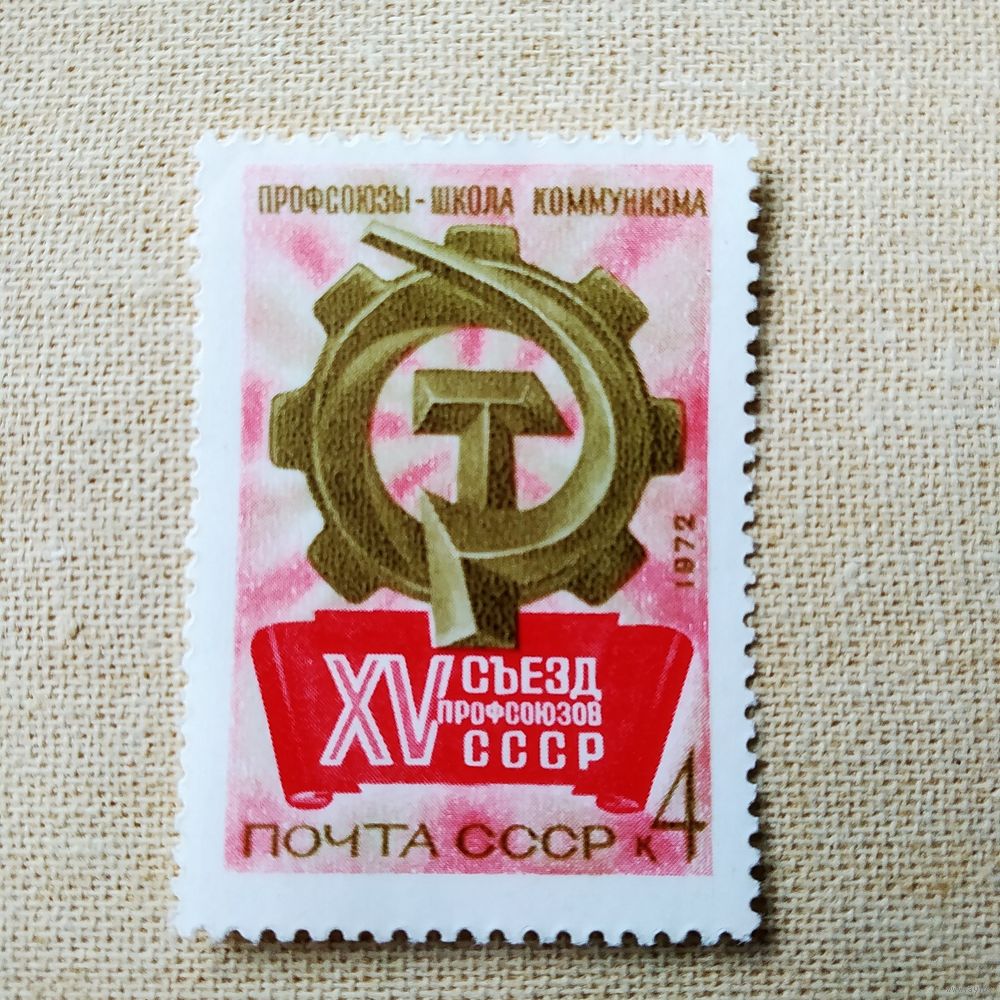 ПРОФСОЮЗЫ - ШКОЛА КОММУНИЗМА
1972
XV СЪЕЗД
ПРОФСОЮЗОВ
СССР
ПОЧТА СССР к 4